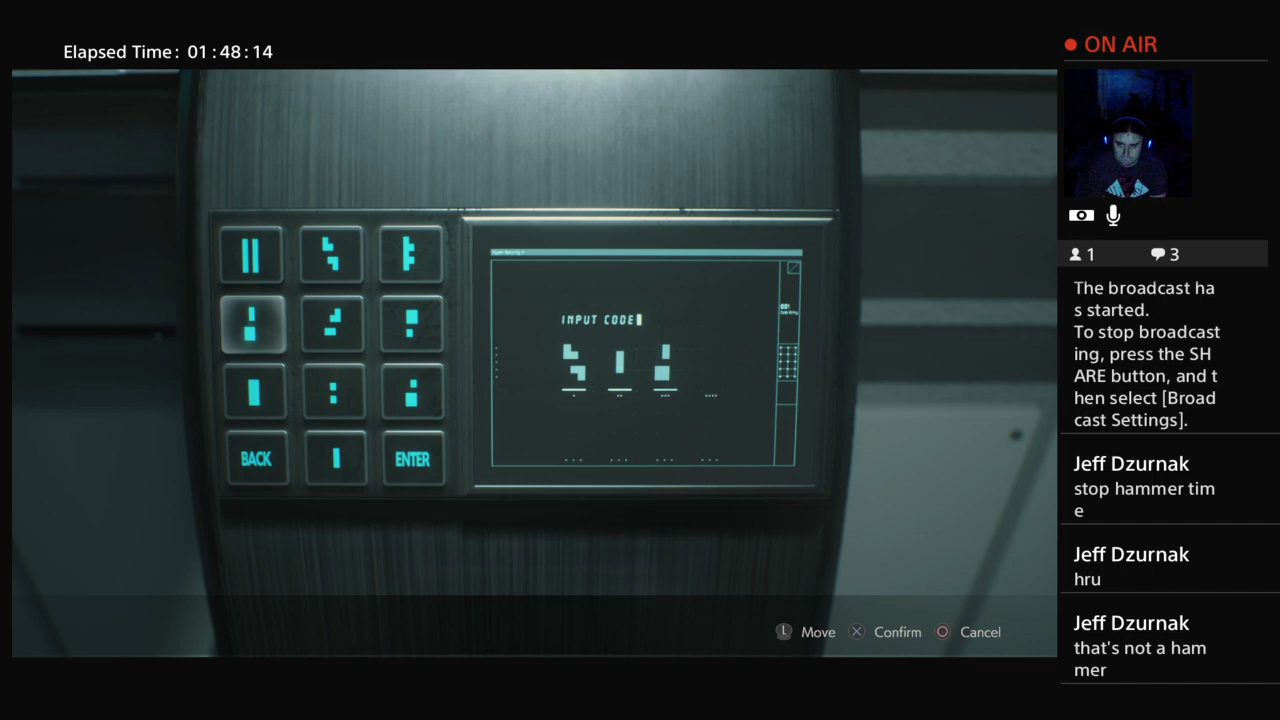 Elapsed Time: 01:48:14
ON AIR
1
3
The broadcast ha
s started.
To stop broadcast
ing, press the SH
ARE button, and t
hen select [Broad
cast Settings].
Jeff Dzurnak
stop hammer tim
e
Jeff Dzurnak
hru
Jeff Dzurnak
that's not a ham
mer
INPUT CODE
BACK
ENTER
L Move
Confirm
Cancel